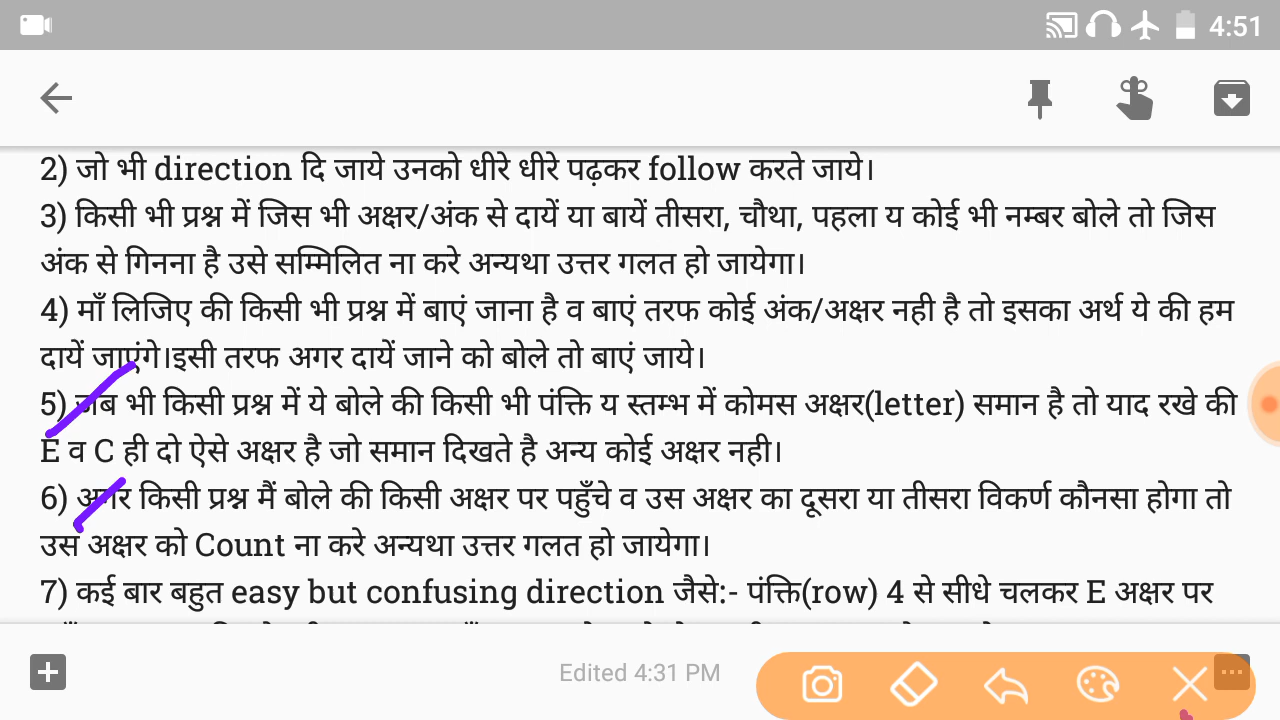 4:51
2) जो भी direction दि जाये उनको धीरे धीरे पढ़कर follow करते जाये।
3) किसी भी प्रश्न में जिस भी अक्षर/अंक से दायें या बायें तीसरा, चौथा, पहला य कोई भी नम्बर बोले तो जिस
अंक से गिनना है उसे सम्मिलित ना करे अन्यथा उत्तर गलत हो जायेगा।
4) माँ लिजिए की किसी भी प्रश्न में बाएं जाना है व बाएं तरफ कोई अंक/अक्षर नही है तो इसका अर्थ ये की हम
दायें जाएंगे।इसी तरफ अगर दायें जाने को बोले तो बाएं जाये।
5) जब भी किसी प्रश्न में ये बोले की किसी भी पंक्ति य स्तम्भ में कोमस अक्षर(letter) समान है तो याद रखे की
E व C ही दो ऐसे अक्षर है जो समान दिखते है अन्य कोई अक्षर नही।
6) अगर किसी प्रश्न मैं बोले की किसी अक्षर पर पहुँचे व उस अक्षर का दूसरा या तीसरा विकर्ण कौनसा होगा तो
उस अक्षर को Count ना करे अन्यथा उत्तर गलत हो जायेगा।
7) कई बार बहुत easy but confusing direction जैसे:- पंक्ति(row) 4 से सीधे चलकर E अक्षर पर
Edited 4:31 PM